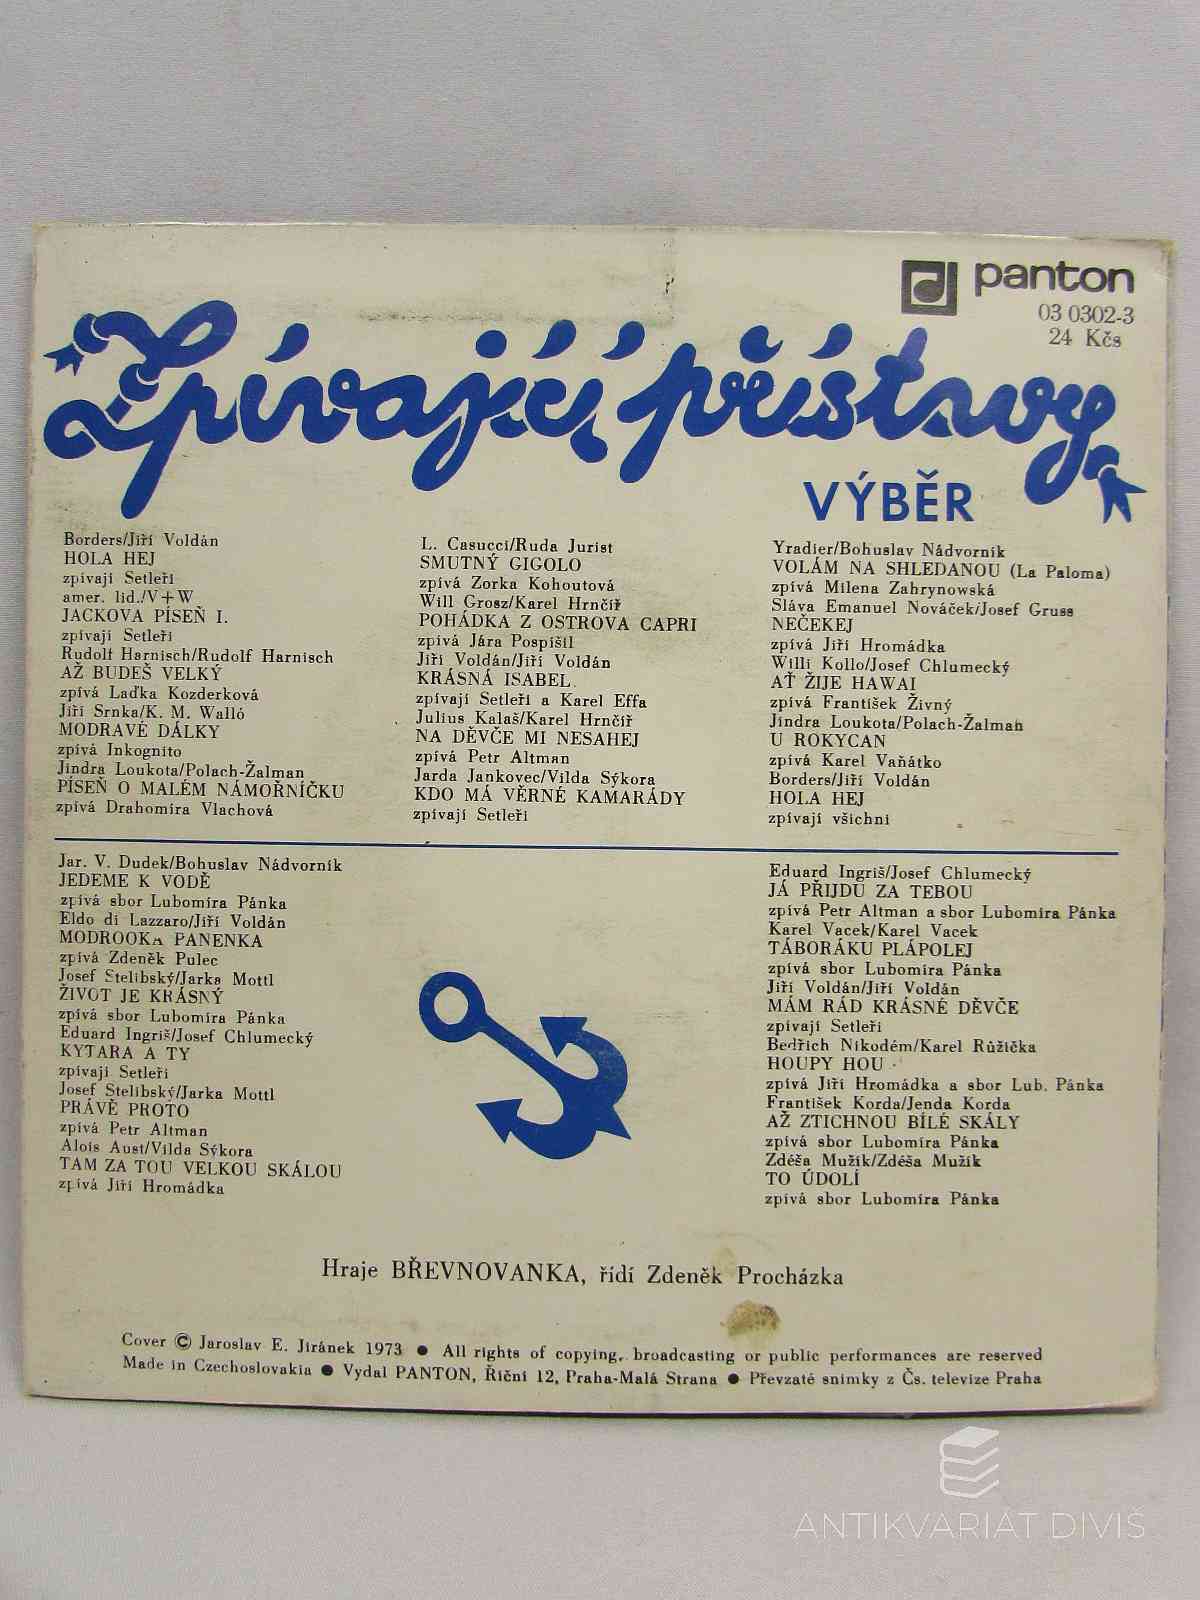 panton
03 0302-3
24 Kčs
Zpívající přístavy
VÝBĚR
Borders/Jiří Voldán
HOLA HEJ
zpívají Setleři
amer. lid./V+W
JACKOVA PÍSEŇ I.
zpívají Setleři
Rudolf Harnisch/Rudolf Harnisch
AŽ BUDEŠ VELKÝ
zpívá Laďka Kozderková
Jiří Srnka/K. M. Walló
MODRAVÉ DÁLKY
zpívá Inkognito
Jindra Loukota/Polach-Žalman
PÍSEŇ O MALÉM NÁMOŘNÍČKU
zpívá Drahomíra Vlachová
L. Casucci/Ruda Jurist
SMUTNÝ GIGOLO
zpívá Zorka Kohoutová
Will Grosz/Karel Hrnčíř
POHÁDKA Z OSTROVA CAPRI
zpívá Jára Pospíšil
Jiří Voldán/Jiří Voldán
KRÁSNÁ ISABEL
zpívají Setleři a Karel Effa
Julius Kalaš/Karel Hrnčíř
NA DĚVČE MI NESAHEJ
zpívá Petr Altman
Jarda Jankovec/Vilda Sýkora
KDO MÁ VĚRNÉ KAMARÁDY
zpívají Setleři
Yradier/Bohuslav Nádvorník
VOLÁM NA SHLEDANOU (La Paloma)
zpívá Milena Zahrynowská
Sláva Emanuel Nováček/Josef Gruss
NEČEKEJ
zpívá Jiří Hromádka
Willi Kollo/Josef Chlumecký
AŤ ŽIJE HAWAI
zpívá František Živný
Jindra Loukota/Polach-Žalman
U ROKYCAN
zpívá Karel Vaňátko
Borders/Jiří Voldán
HOLA HEJ
zpívají všichni
Jar. V. Dudek/Bohuslav Nádvorník
JEDEME K VODĚ
zpívá sbor Lubomíra Pánka
Eldo di Lazzaro/Jiří Voldán
MODROOKÁ PANENKA
zpívá Zdeněk Pulec
Josef Stelibský/Jarka Mottl
ŽIVOT JE KRÁSNÝ
zpívá sbor Lubomíra Pánka
Eduard Ingriš/Josef Chlumecký
KYTARA A TY
zpívají Setleři
Josef Stelibský/Jarka Mottl
PRÁVĚ PROTO
zpívá Petr Altman
Alois Aust/Vilda Sýkora
TAM ZA TOU VELKOU SKÁLOU
zpívá Jiří Hromádka
Eduard Ingriš/Josef Chlumecký
JÁ PŘIJDU ZA TEBOU
zpívá Petr Altman a sbor Lubomíra Pánka
Karel Vacek/Karel Vacek
TÁBORÁKU PLÁPOLEJ
zpívá sbor Lubomíra Pánka
Jiří Voldán/Jiří Voldán
MÁM RÁD KRÁSNÉ DĚVČE
zpívají Setleři
Bedřich Nikodém/Karel Růžička
HOUPY HOU
zpívá Jiří Hromádka a sbor Lub. Pánka
František Korda/Jenda Korda
AŽ ZTICHNOU BÍLÉ SKÁLY
zpívá sbor Lubomíra Pánka
Zdéša Mužík/Zdéša Mužík
TO ÚDOLÍ
zpívá sbor Lubomíra Pánka
Hraje BŘEVNOVANKA, řídí Zdeněk Procházka
Cover © Jaroslav E. Jiránek 1973 ● All rights of copying, broadcasting or public performances are reserved
Made in Czechoslovakia ● Vydal PANTON, Říční 12, Praha-Malá Strana ● Převzaté snímky z Čs. televize Praha
ANTIKVARIÁT DIVIŠ